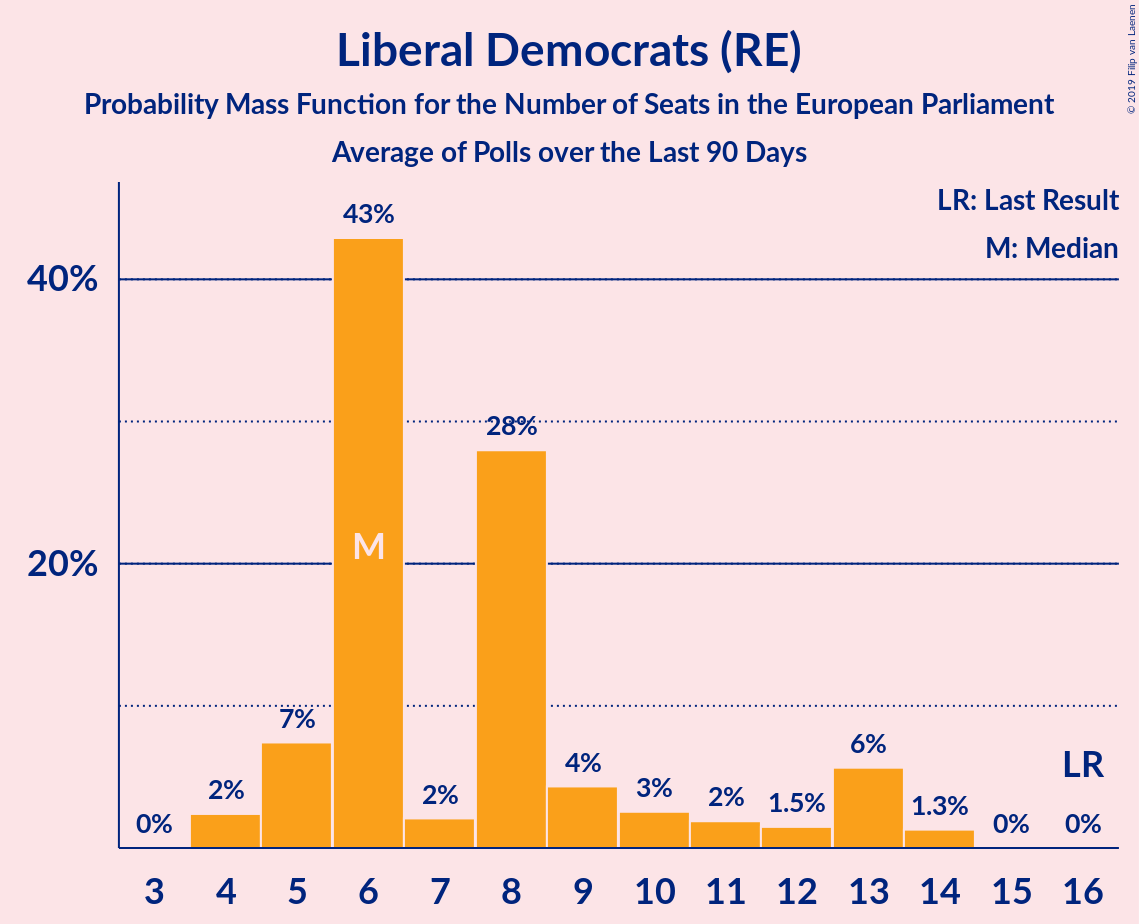 Liberal Democrats (RE)
Probability Mass Function for the Number of Seats in the European Parliament
Average of Polls over the Last 90 Days
© 2019 Filip van Laenen
LR: Last Result
M: Median
40%
20%
0%
2%
7%
43%
M
2%
28%
4%
3%
2%
1.5%
6%
1.3%
0%
LR
0%
3 4 5 6 7 8 9 10 11 12 13 14 15 16